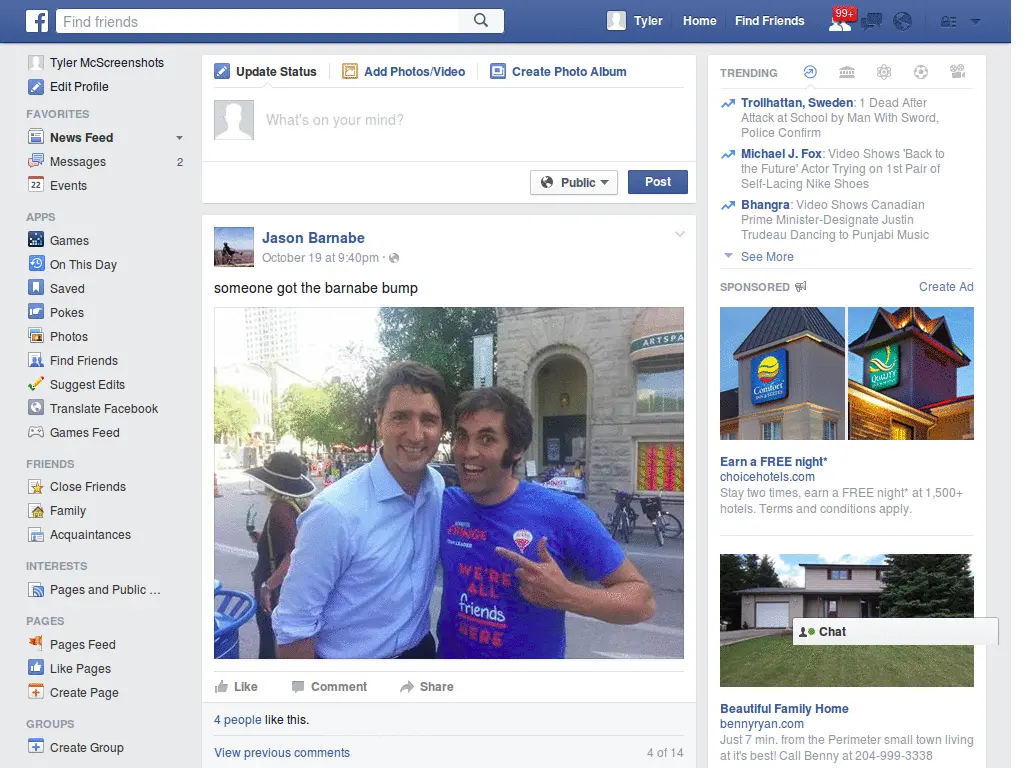 Find friends
Tyler
Home
Find Friends
99+
Tyler McScreenshots
Edit Profile
FAVORITES
News Feed
Messages
2
22
Events
APPS
Games
On This Day
Saved
Pokes
Photos
Find Friends
Suggest Edits
Translate Facebook
Games Feed
FRIENDS
Close Friends
Family
Acquaintances
INTERESTS
Pages and Public ...
PAGES
Pages Feed
Like Pages
Create Page
GROUPS
Create Group
Update Status
Add Photos/Video
Create Photo Album
What's on your mind?
Public
Post
Jason Barnabe
October 19 at 9:40pm ·
someone got the barnabe bump
ARTSPA
FRINGE
TEAM LEADER
WE'RE
ALL
friends
HERE
Like
Comment
Share
4 people like this.
View previous comments
4 of 14
TRENDING
Trollhattan, Sweden: 1 Dead After
Attack at School by Man With Sword,
Police Confirm
Michael J. Fox: Video Shows 'Back to
the Future' Actor Trying on 1st Pair of
Self-Lacing Nike Shoes
Bhangra: Video Shows Canadian
Prime Minister-Designate Justin
Trudeau Dancing to Punjabi Music
See More
SPONSORED
Create Ad
Comfort
INN & SUITES
QUALITY
Earn a FREE night*
choicehotels.com
Stay two times, earn a FREE night* at 1,500+
hotels. Terms and conditions apply.
Chat
Beautiful Family Home
bennyryan.com
Just 7 min. from the Perimeter small town living
at it's best! Call Benny at 204-999-3338